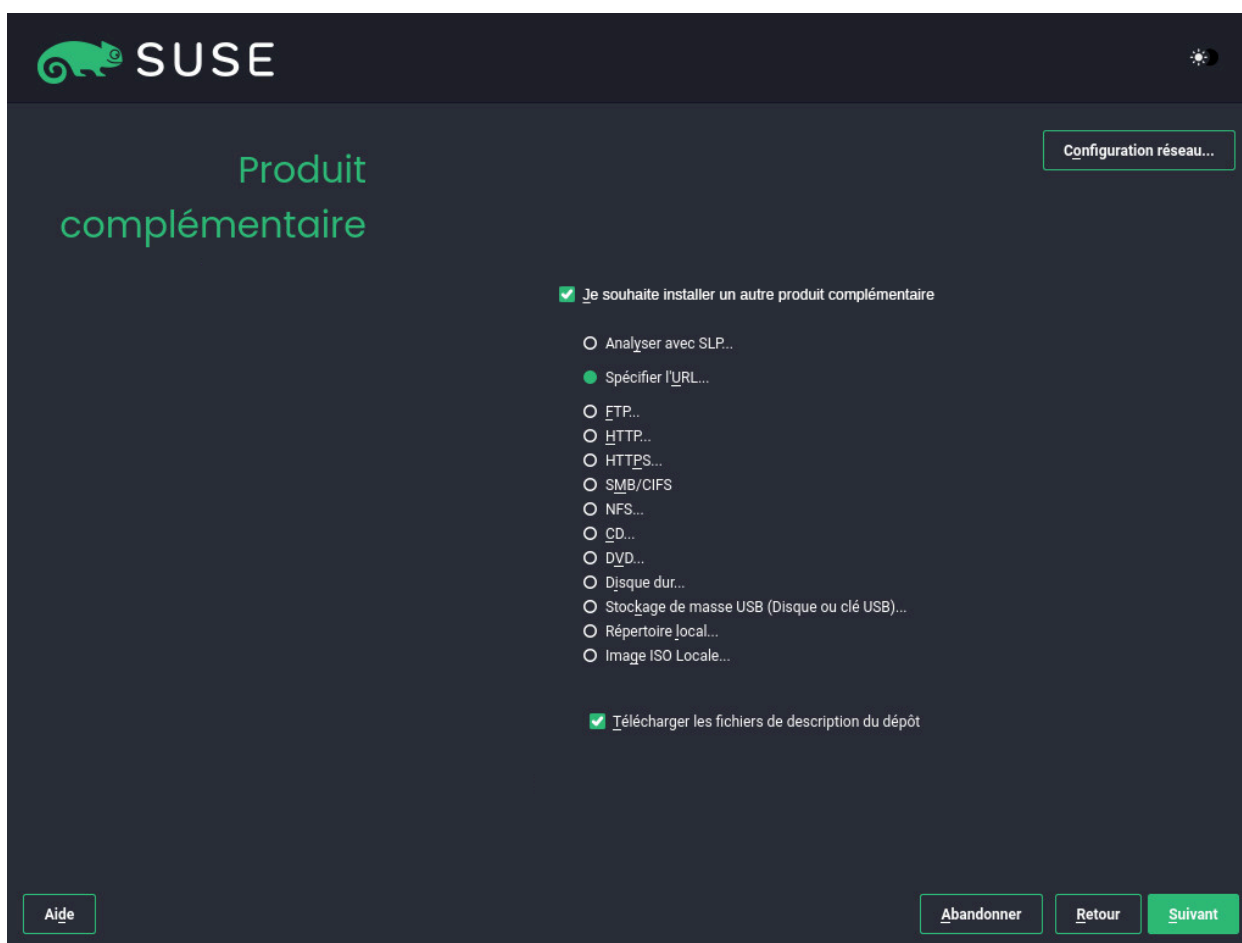 SUSE
Configuration réseau...
Produit
complémentaire
Je souhaite installer un autre produit complémentaire
Analyser avec SLP...
Spécifier l'URL...
FTP...
HTTP...
HTTPS...
SMB/CIFS
NFS...
CD...
DVD...
Disque dur...
Stockage de masse USB (Disque ou clé USB)...
Répertoire local...
Image ISO Locale...
Télécharger les fichiers de description du dépôt
Aide
Abandonner
Retour
Suivant